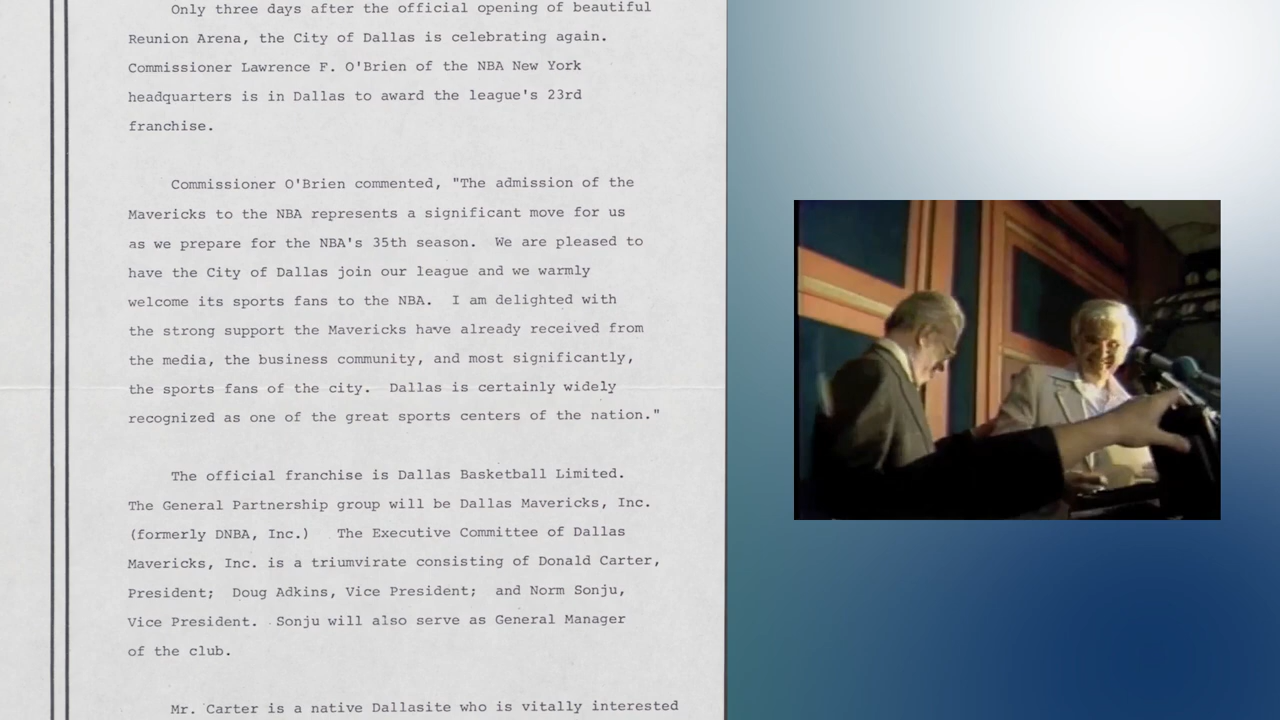 Only three days after the official opening of beautiful
Reunion Arena, the City of Dallas is celebrating again.
Commissioner Lawrence F. O'Brien of the NBA New York
headquarters is in Dallas to award the league's 23rd
franchise.
Commissioner O'Brien commented, "The admission of the
Mavericks to the NBA represents a significant move for us
as we prepare for the NBA's 35th season. We are pleased to
have the City of Dallas join our league and we warmly
welcome its sports fans to the NBA. I am delighted with
the strong support the Mavericks have already received from
the media, the business community, and most significantly,
the sports fans of the city. Dallas is certainly widely
recognized as one of the great sports centers of the nation."
The official franchise is Dallas Basketball Limited.
The General Partnership group will be Dallas Mavericks, Inc.
(formerly DNBA, Inc.) The Executive Committee of Dallas
Mavericks, Inc. is a triumvirate consisting of Donald Carter,
President; Doug Adkins, Vice President; and Norm Sonju,
Vice President. Sonju will also serve as General Manager
of the club.
Mr. Carter is a native Dallasite who is vitally interested